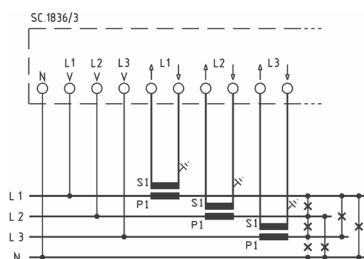 SC.1836/3
L1 L2 L3 L1 L2 L3
N V V V
S1
L 1
P1 S1
L 2
P1 S1
L 3
P1
N